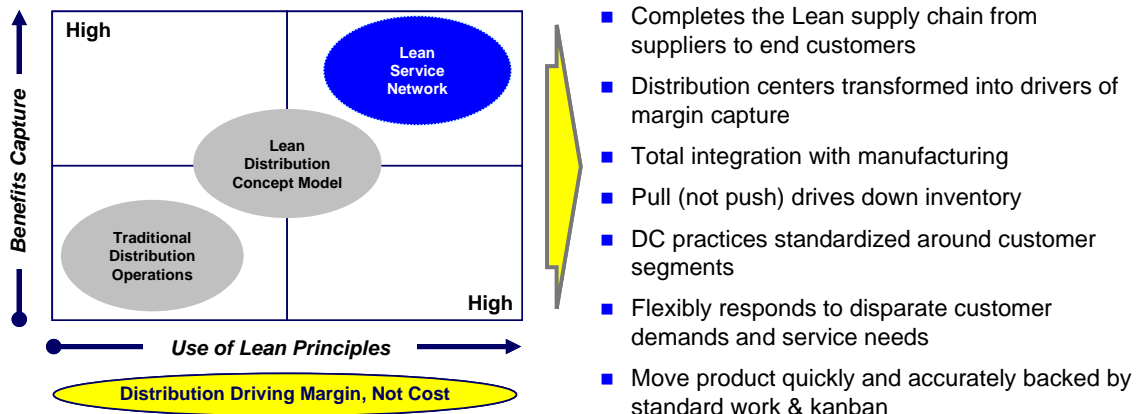 High
Lean
Service
Network
Lean
Distribution
Concept Model
Traditional
Distribution
Operations
High
Benefits Capture
Use of Lean Principles
Distribution Driving Margin, Not Cost
Completes the Lean supply chain from
suppliers to end customers
Distribution centers transformed into drivers of
margin capture
Total integration with manufacturing
Pull (not push) drives down inventory
DC practices standardized around customer
segments
Flexibly responds to disparate customer
demands and service needs
Move product quickly and accurately backed by
standard work & kanban